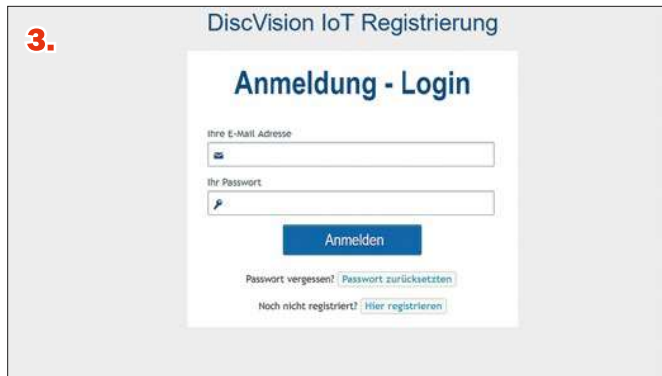 3.
DiscVision IoT Registrierung
Anmeldung - Login
Ihre E-Mail Adresse
Ihr Passwort
Anmelden
Passwort vergessen? Passwort zurücksetzten
Noch nicht registriert? Hier registrieren